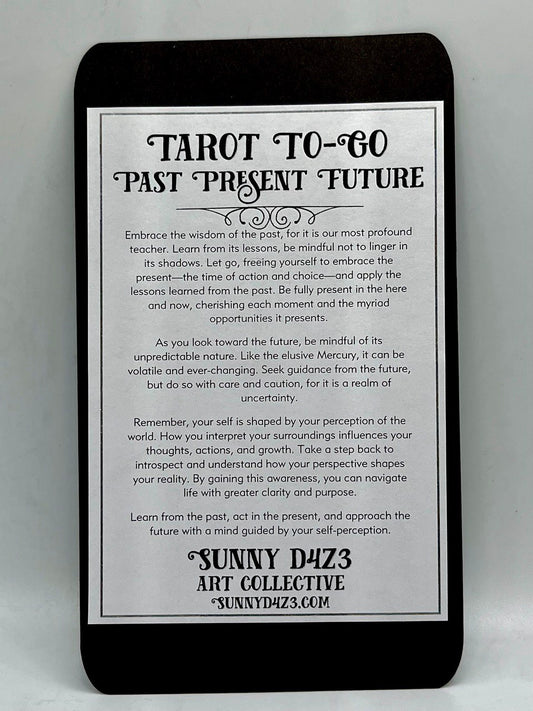 TAROT TO-GO
PAST PRESENT FUTURE
Embrace the wisdom of the past, for it is our most profound
teacher. Learn from its lessons, be mindful not to linger in
its shadows. Let go, freeing yourself to embrace the
present—the time of action and choice—and apply the
lessons learned from the past. Be fully present in the here
and now, cherishing each moment and the myriad
opportunities it presents.
As you look toward the future, be mindful of its
unpredictable nature. Like the elusive Mercury, it can be
volatile and ever-changing. Seek guidance from the future,
but do so with care and caution, for it is a realm of
uncertainty.
Remember, your self is shaped by your perception of the
world. How you interpret your surroundings influences your
thoughts, actions, and growth. Take a step back to
introspect and understand how your perspective shapes
your reality. By gaining this awareness, you can navigate
life with greater clarity and purpose.
Learn from the past, act in the present, and approach the
future with a mind guided by your self-perception.
SUNNY D4Z3
ART COLLECTIVE
SUNNYD4Z3.COM